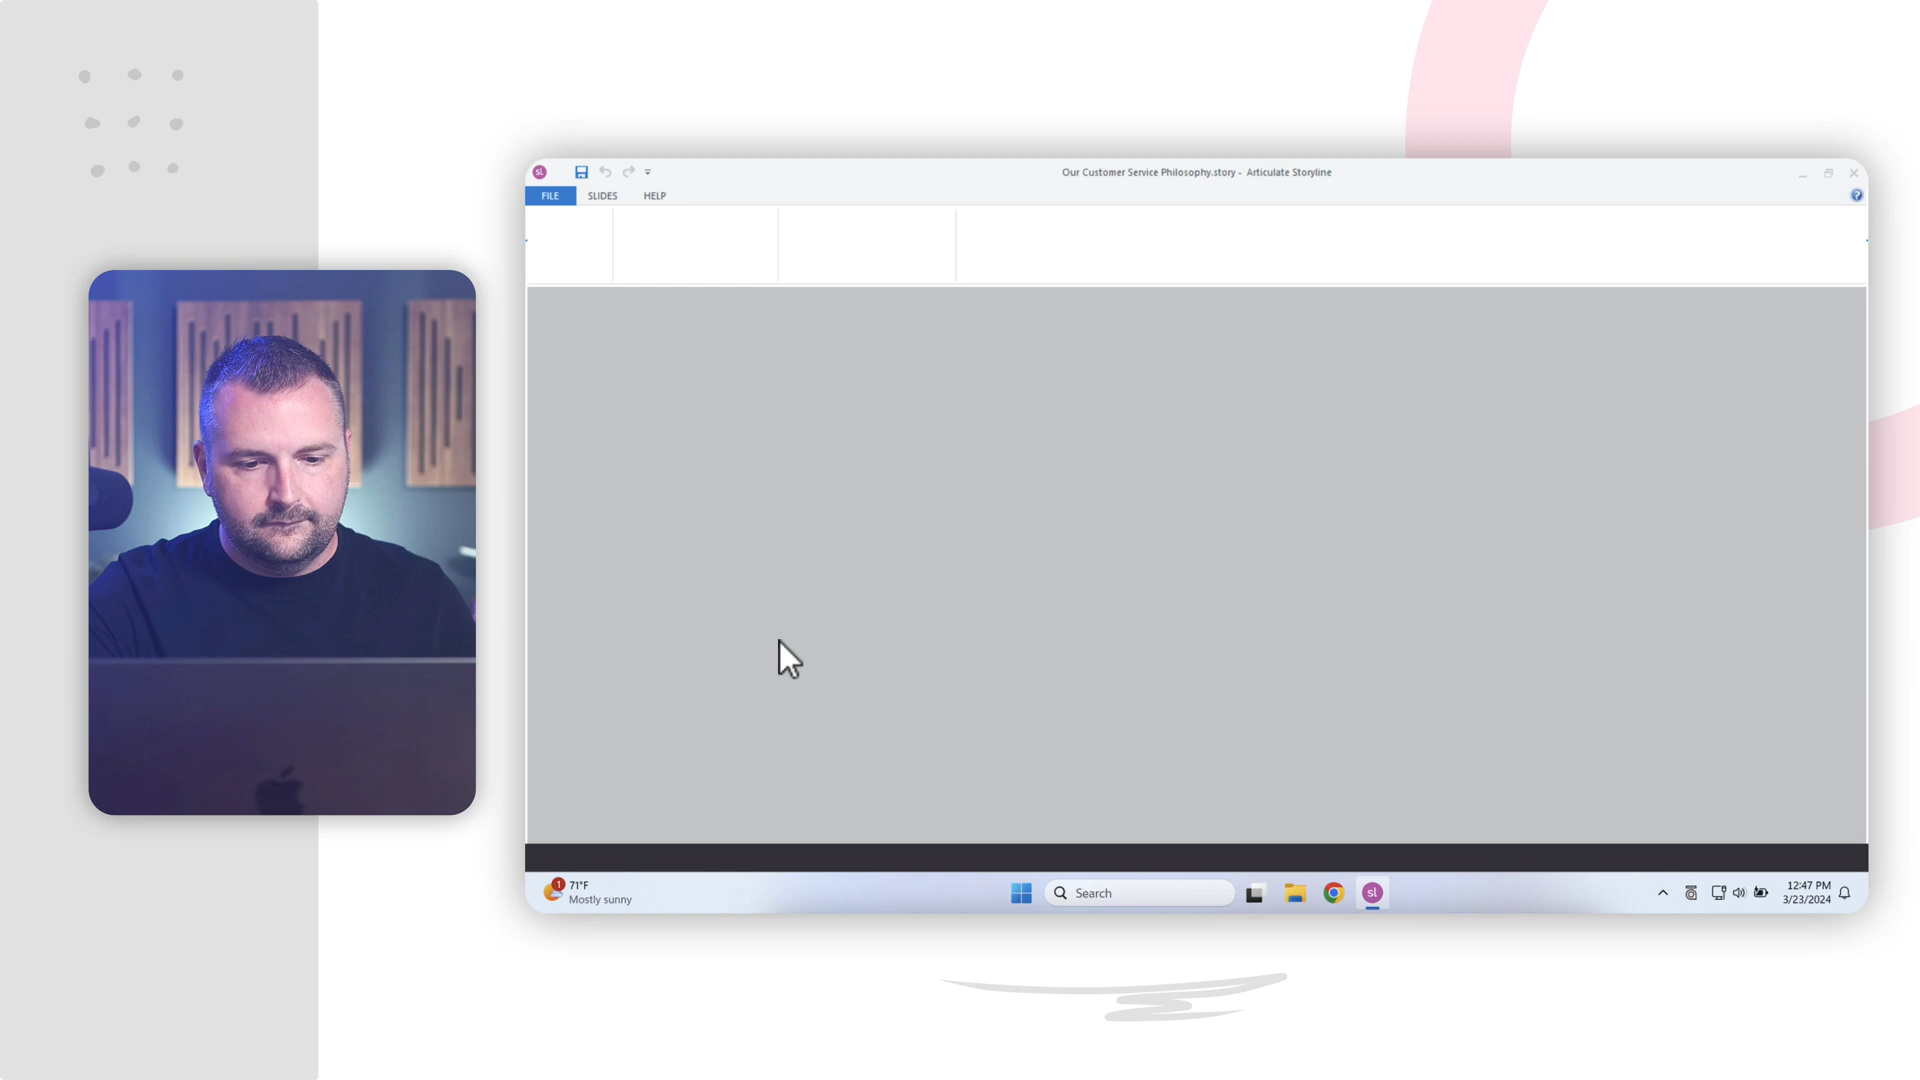 sl
Our Customer Service Philosophy.story - Articulate Storyline
FILE SLIDES HELP
?
1
71°F
Mostly sunny
Search
sl
12:47 PM
3/23/2024